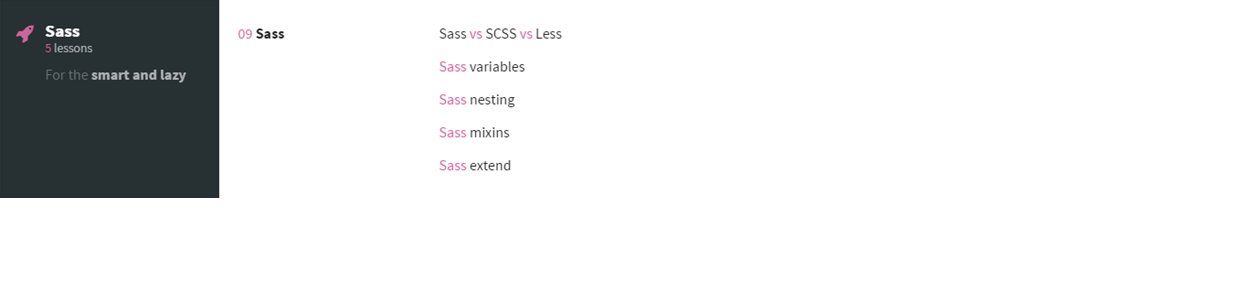 Sass
5 lessons
For the smart and lazy
09 Sass
Sass vs SCSS vs Less
Sass variables
Sass nesting
Sass mixins
Sass extend